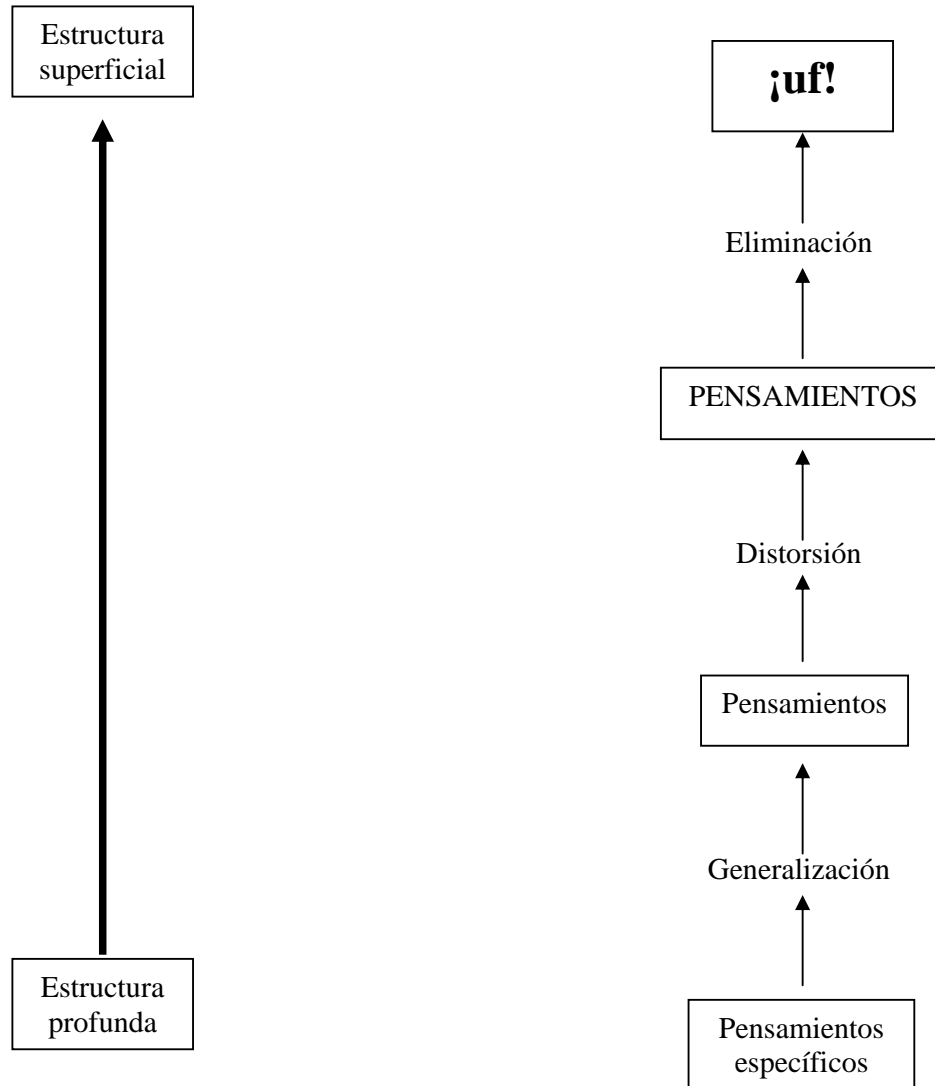 Estructura
superficial
¡uf!
Eliminación
PENSAMIENTOS
Distorsión
Pensamientos
Generalización
Estructura
profunda
Pensamientos
específicos